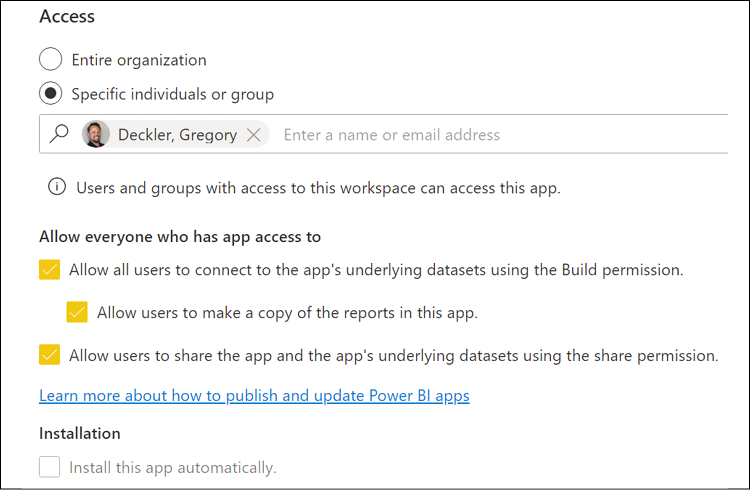 Access
Entire organization
Specific individuals or group
Deckler, Gregory Enter a name or email address
Users and groups with access to this workspace can access this app.
Allow everyone who has app access to
Allow all users to connect to the app's underlying datasets using the Build permission.
Allow users to make a copy of the reports in this app.
Allow users to share the app and the app's underlying datasets using the share permission.
Learn more about how to publish and update Power BI apps
Installation
Install this app automatically.